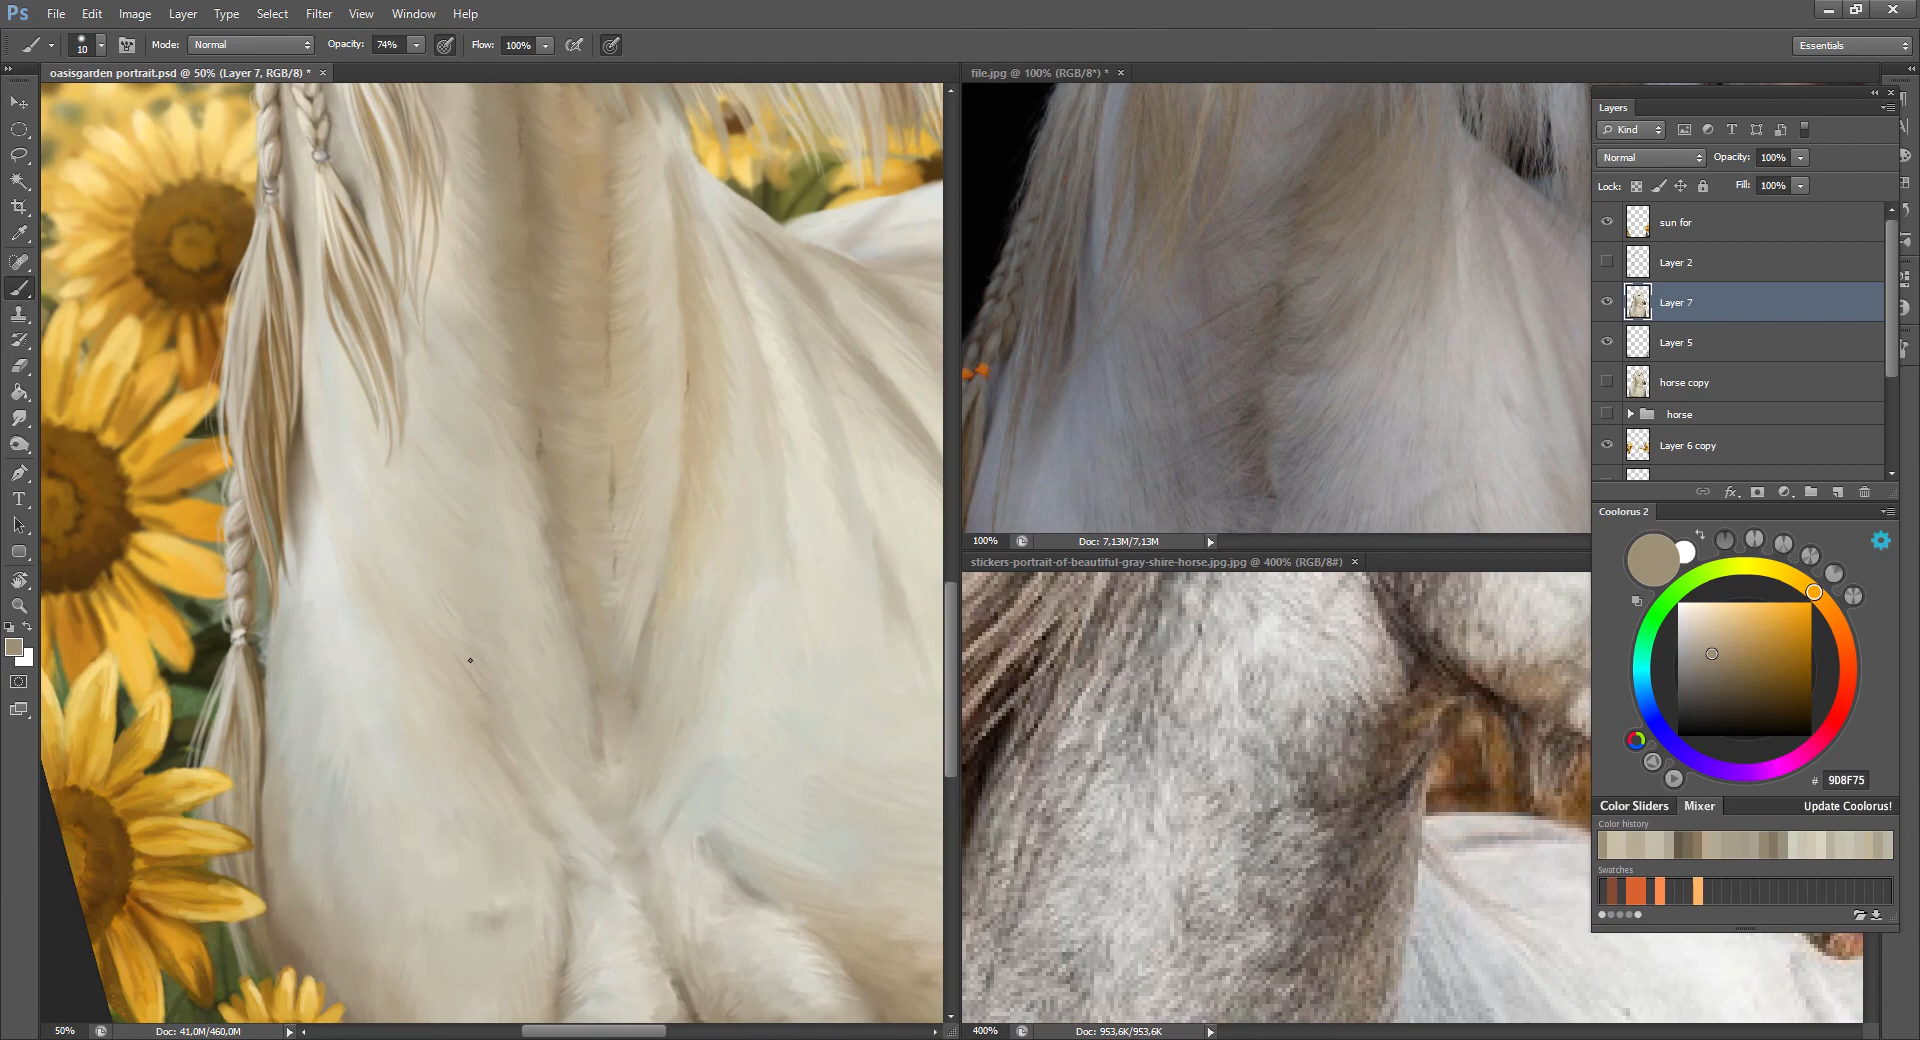 Ps File Edit Image Layer Type Select Filter View Window Help
10 Mode: Normal Opacity: 74% Flow: 100% Essentials
oasisgarden portrait.psd @ 50% (Layer 7, RGB/8) * ×
file.jpg @ 100% (RGB/8*) * ×
Layers
Kind
Normal Opacity: 100%
Lock: Fill: 100%
sun for
Layer 2
Layer 7
Layer 5
horse copy
horse
Layer 6 copy
fx
Coolorus 2
100% Doc: 7,13M/7,13M
stickers-portrait-of-beautiful-gray-shire-horse.jpg.jpg @ 400% (RGB/8#) ×
# 9D8F75
Color Sliders Mixer Update Coolorus!
Color history
Swatches
50% Doc: 41,0M/460,0M
400% Doc: 953,6K/953,6K